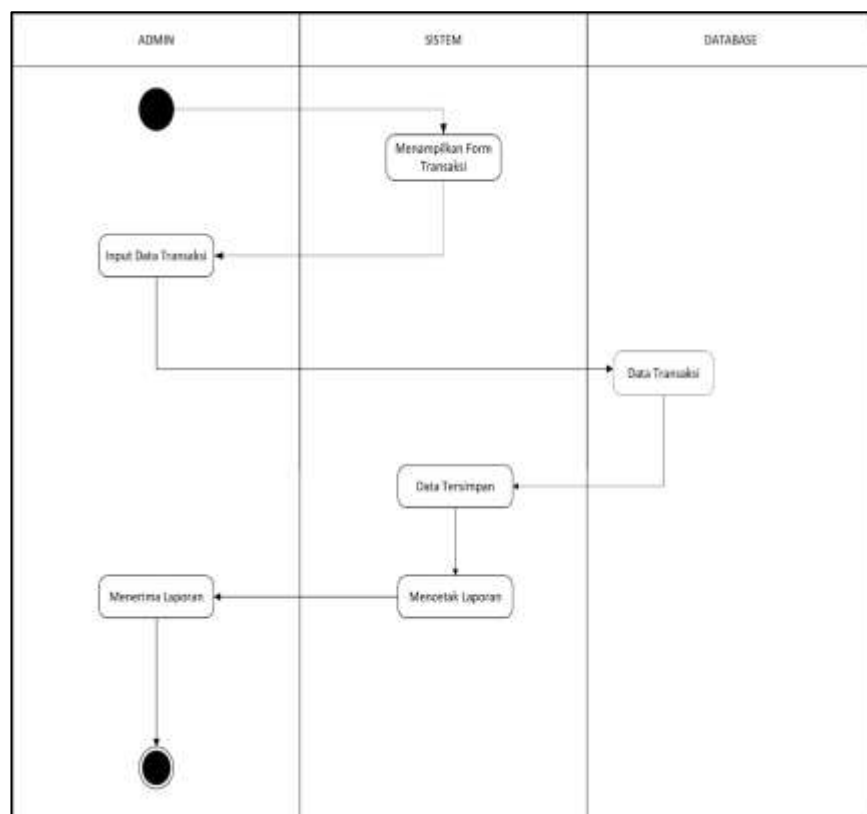 ADMIN
SISTEM
DATABASE
Menampilkan Form
Transaksi
Input Data Transaksi
Data Transaksi
Data Tersimpan
Menerima Laporan
Mencetak Laporan